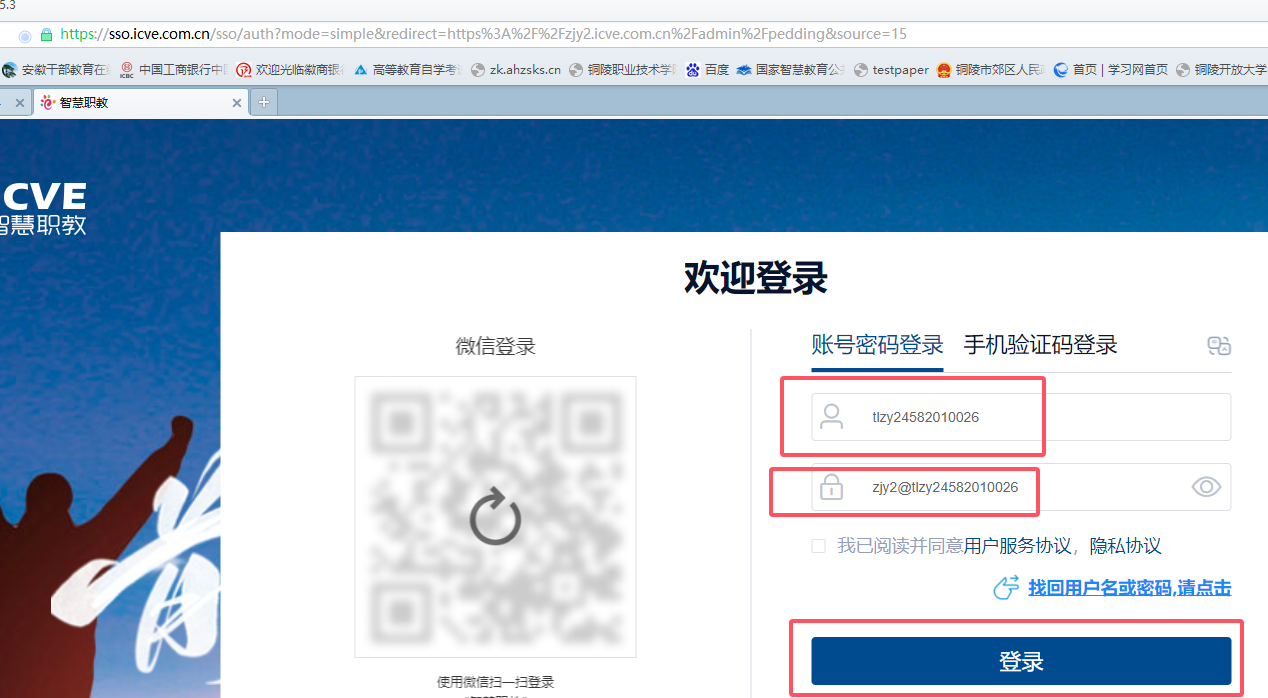 5.3
https://sso.icve.com.cn/sso/auth?mode=simple&redirect=https%3A%2F%2Fzjy2.icve.com.cn%2Fadmin%2Fpedding&source=15
安徽干部教育在 ICBC 中国工商银行中 欢迎光临徽商银 高等教育自学考 zk.ahzsks.cn 铜陵职业技术学 百度 国家智慧教育公 testpaper 铜陵市郊区人民 首页 | 学习网首页 铜陵开放大学
智慧职教
CVE
智慧职教
欢迎登录
微信登录
账号密码登录 手机验证码登录
tlzy24582010026
zjy2@tlzy24582010026
我已阅读并同意用户服务协议，隐私协议
找回用户名或密码,请点击
登录
使用微信扫一扫登录